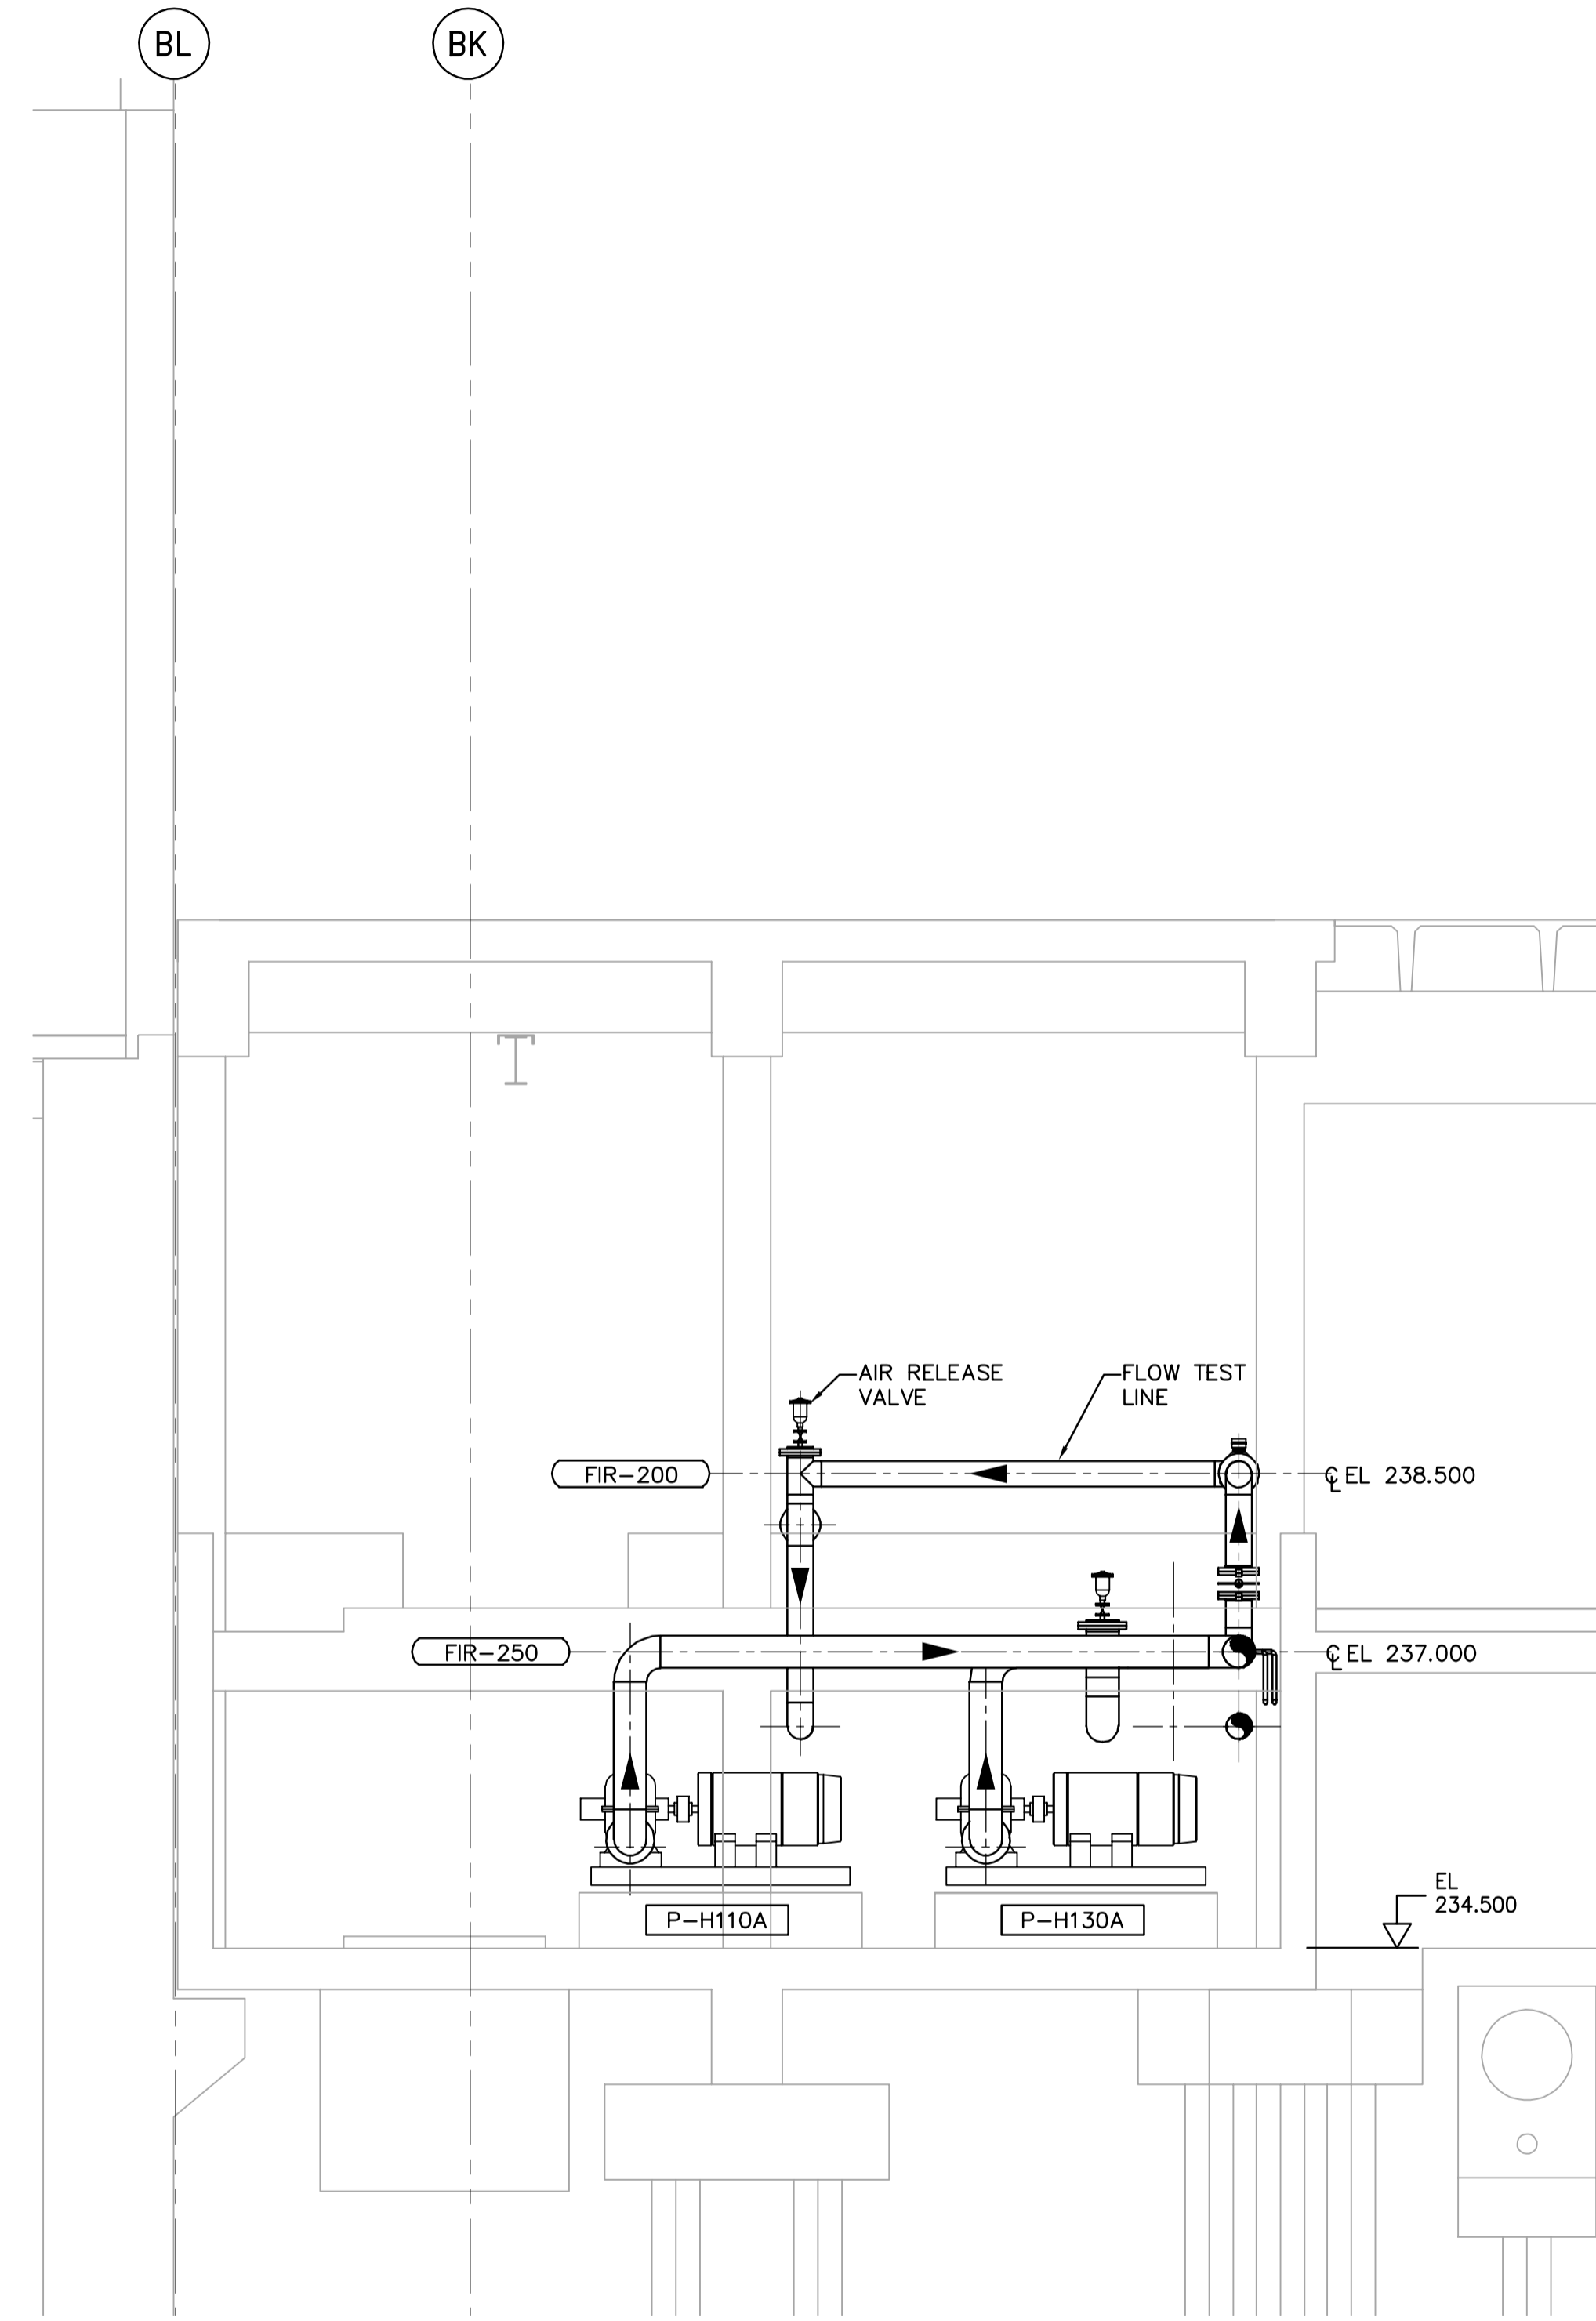 BL
BK
AIR RELEASE
VALVE
FLOW TEST
LINE
FIR-200
℄ EL 238.500
FIR-250
℄ EL 237.000
EL
234.500
P-H110A
P-H130A